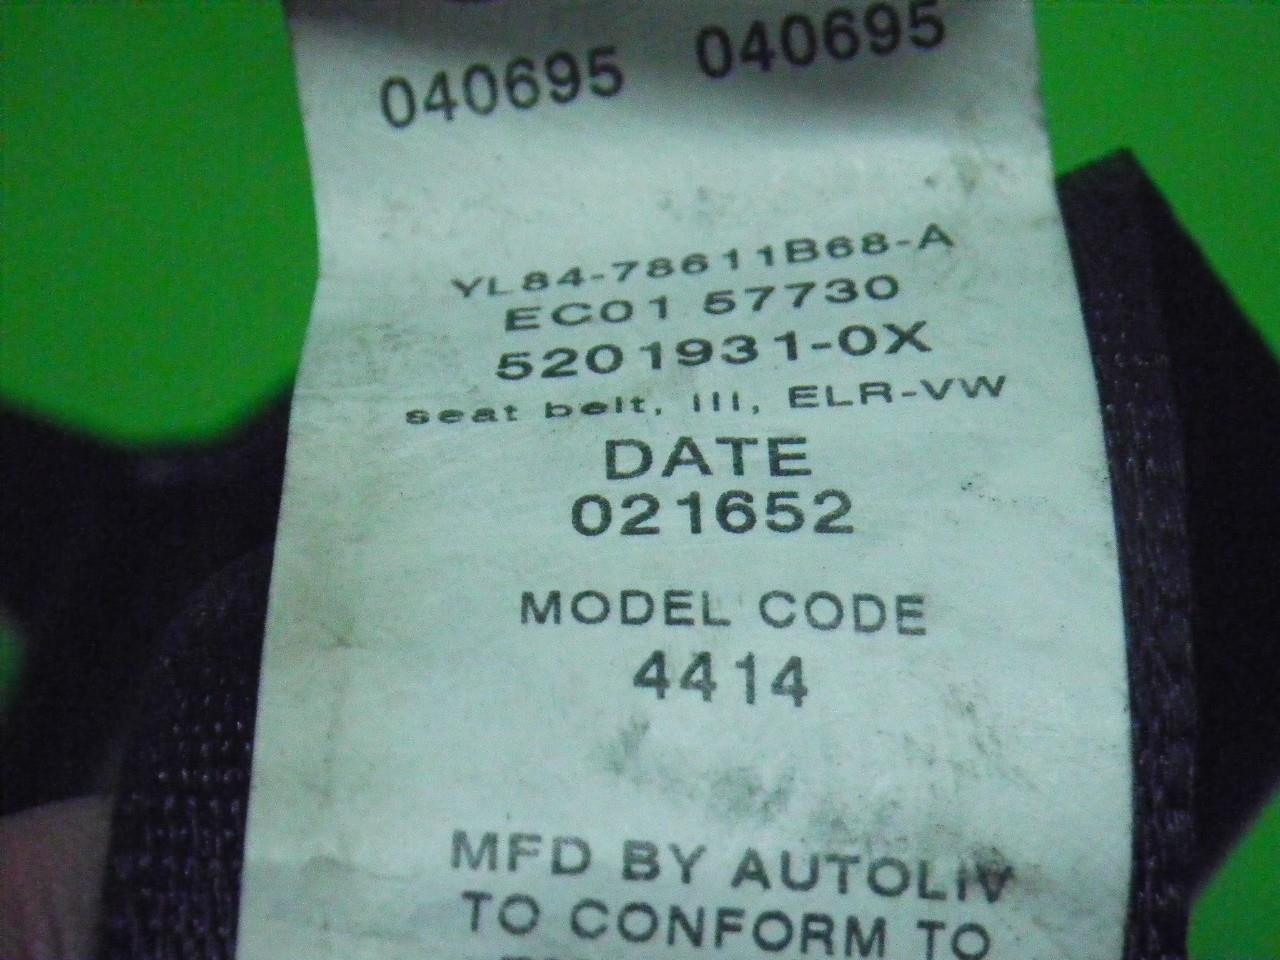 040695 040695
YL84-78611B68-A
EC01 57730
5201931-0X
seat belt, III, ELR-VW
DATE
021652
MODEL CODE
4414
MFD BY AUTOLIV
TO CONFORM TO